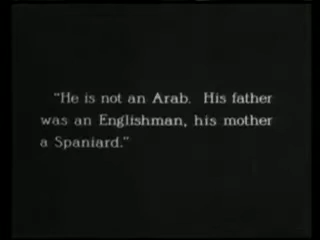 "He is not an Arab. His father
was an Englishman, his mother
a Spaniard."